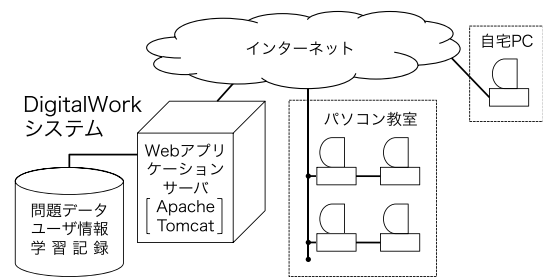 インターネット
自宅PC
DigitalWork
システム
パソコン教室
Webアプリ
ケーション
サーバ
Apache
Tomcat
問題データ
ユーザ情報
学習記録